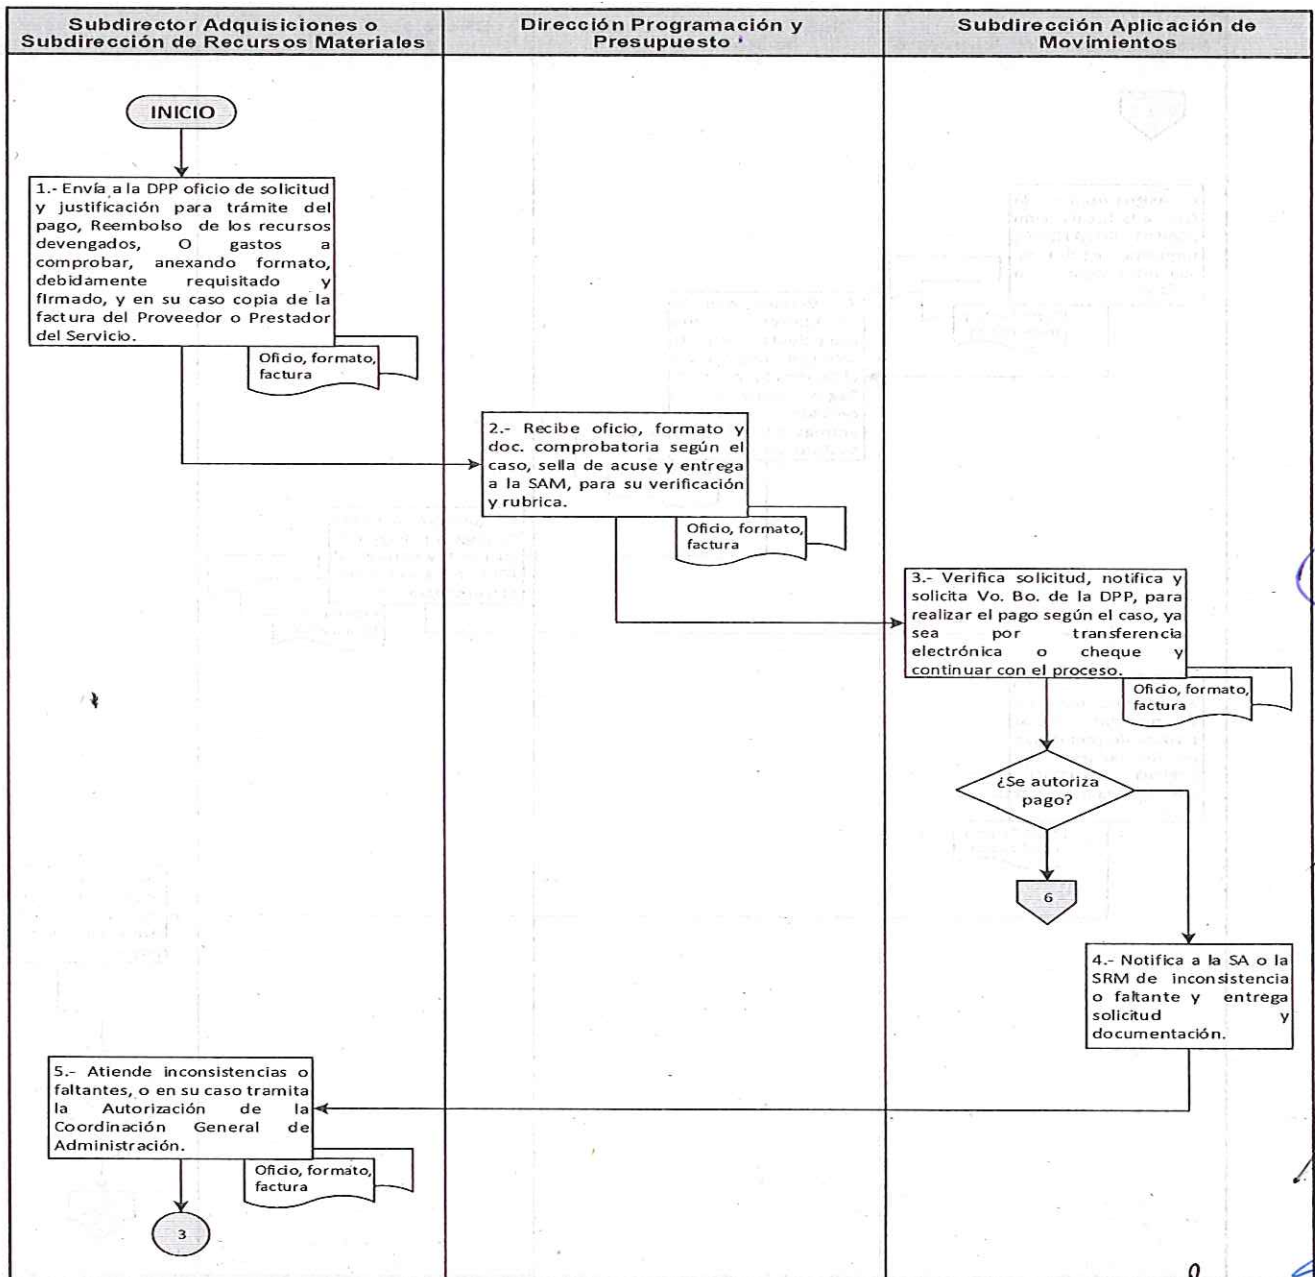 Subdirector Adquisiciones o
Subdirección de Recursos Materiales
Dirección Programación y
Presupuesto
Subdirección Aplicación de
Movimientos
INICIO
1.- Envía a la DPP oficio de solicitud
y justificación para trámite del
pago, Reembolso de los recursos
devengados, O gastos a
comprobar, anexando formato,
debidamente requisitado y
firmado, y en su caso copia de la
factura del Proveedor o Prestador
del Servicio.
Oficio, formato,
factura
2.- Recibe oficio, formato y
doc. comprobatoria según el
caso, sella de acuse y entrega
a la SAM, para su verificación
y rubrica.
Oficio, formato,
factura
3.- Verifica solicitud, notifica y
solicita Vo. Bo. de la DPP, para
realizar el pago según el caso, ya
sea por transferencia
electrónica o cheque y
continuar con el proceso.
Oficio, formato,
factura
¿Se autoriza
pago?
6
4.- Notifica a la SA o la
SRM de inconsistencia
o faltante y entrega
solicitud y
documentación.
5.- Atiende inconsistencias o
faltantes, o en su caso tramita
la Autorización de la
Coordinación General de
Administración.
Oficio, formato,
factura
3